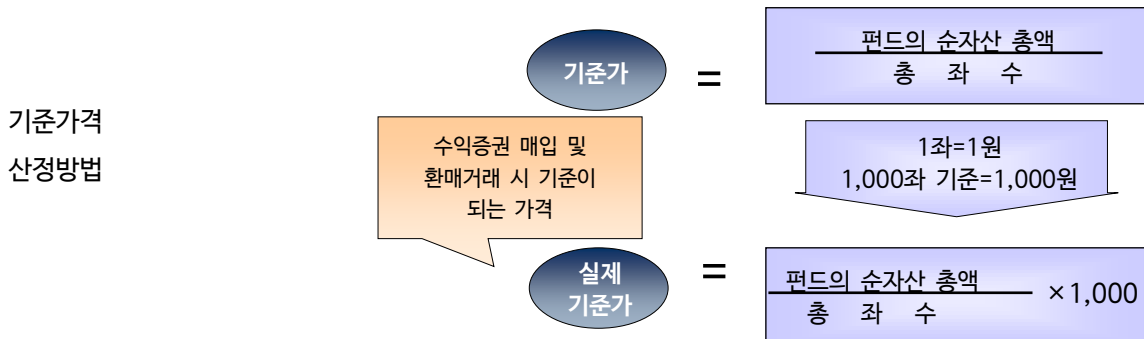 기준가격
산정방법
기준가
=
펀드의 순자산 총액
총 좌 수
수익증권 매입 및
환매거래 시 기준이
되는 가격
1좌=1원
1,000좌 기준=1,000원
실제
기준가
=
펀드의 순자산 총액
총 좌 수
×1,000